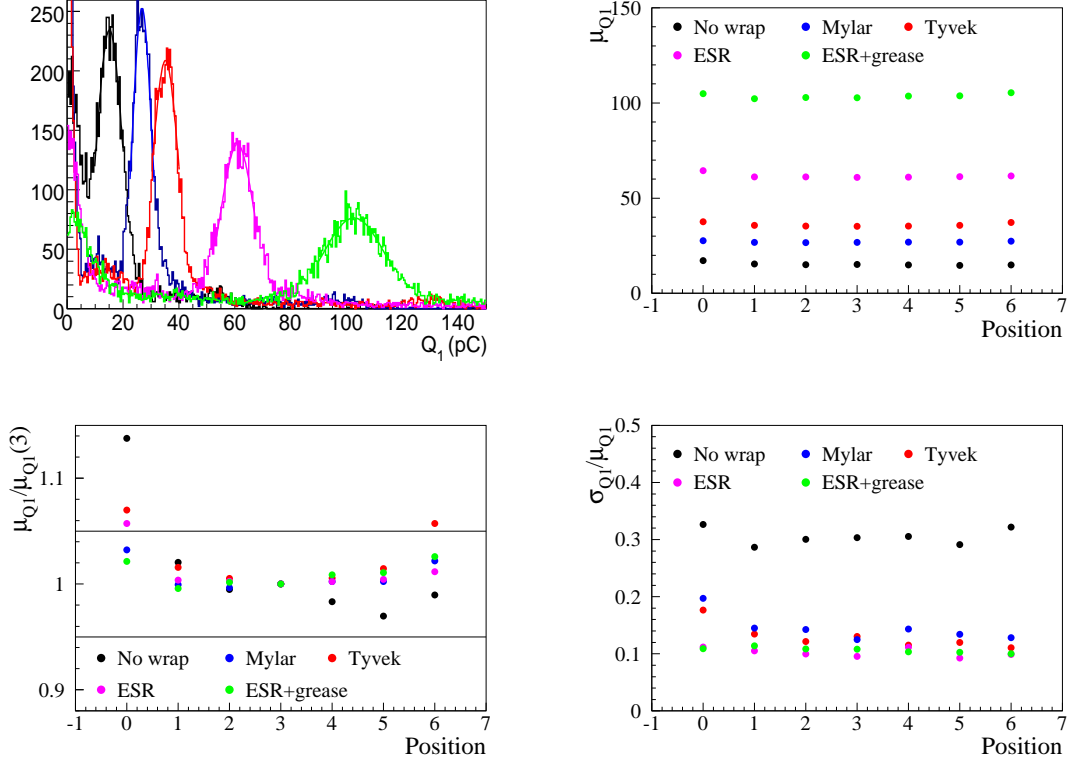 250
200
150
100
50
0
0 20 40 60 80 100 120 140
Q1 (pC)
μQ1
150
100
50
0
No wrap Mylar Tyvek
ESR ESR+grease
-1 0 1 2 3 4 5 6 7
Position
μQ1/μQ1(3)
1.1
1
0.9
No wrap Mylar Tyvek
ESR ESR+grease
-1 0 1 2 3 4 5 6 7
Position
σQ1/μQ1
0.5
0.4
0.3
0.2
0.1
0
No wrap Mylar Tyvek
ESR ESR+grease
-1 0 1 2 3 4 5 6 7
Position